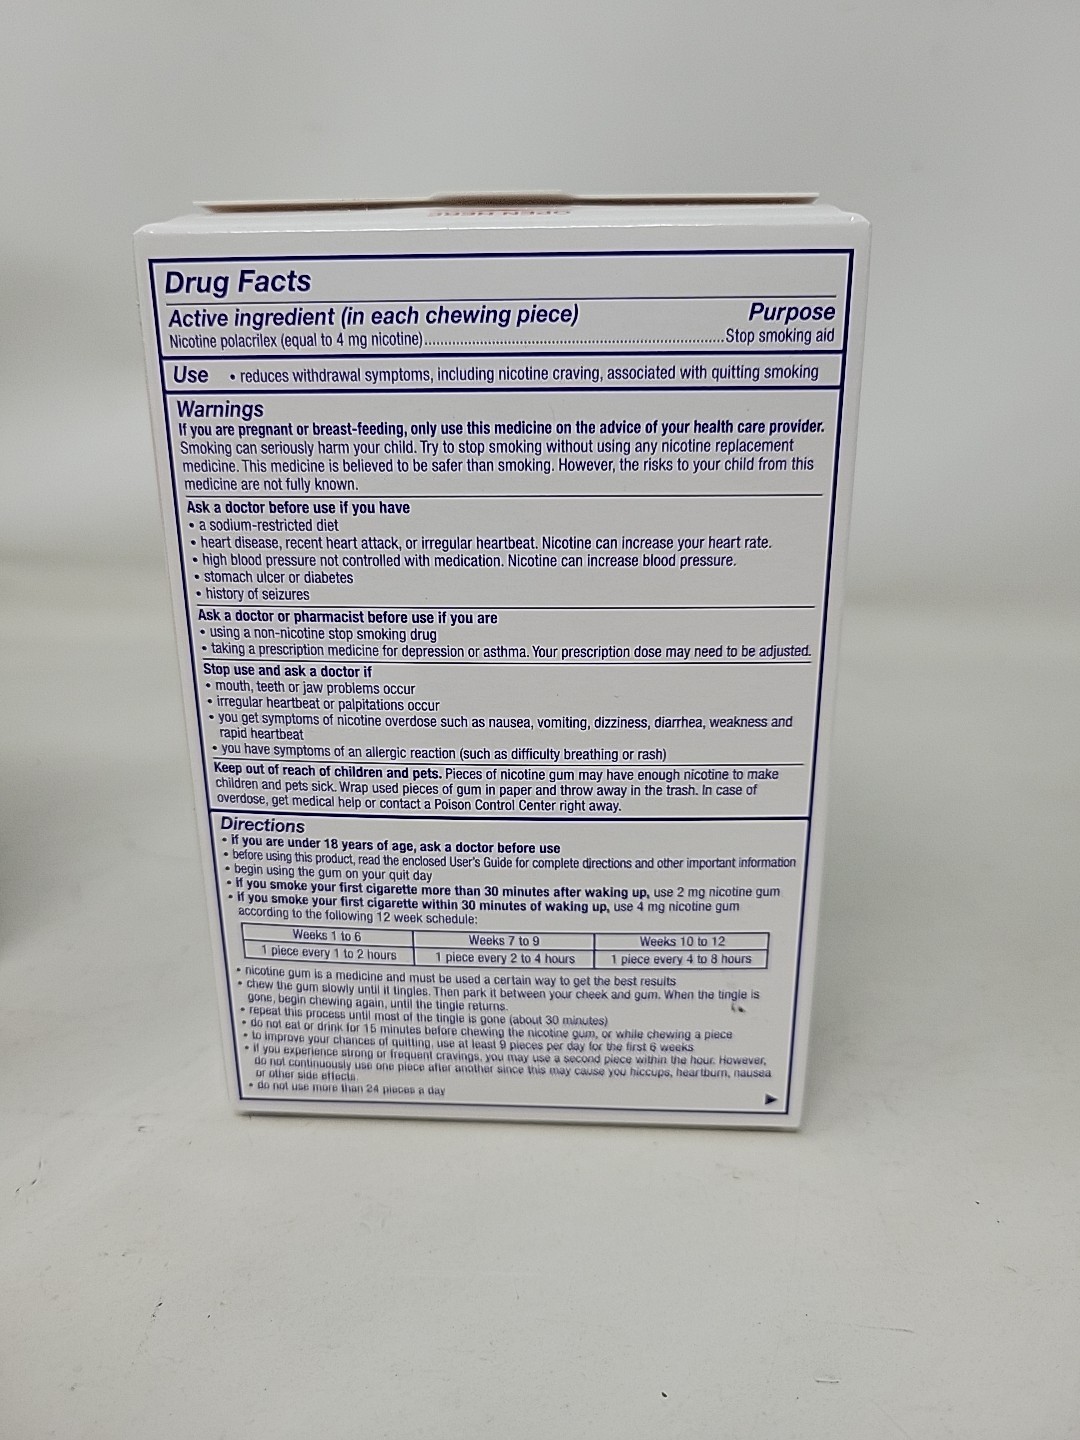 OPEN HERE
Drug Facts
Active ingredient (in each chewing piece) Purpose
Nicotine polacrilex (equal to 4 mg nicotine)..........................................................................Stop smoking aid
Use • reduces withdrawal symptoms, including nicotine craving, associated with quitting smoking
Warnings
If you are pregnant or breast-feeding, only use this medicine on the advice of your health care provider.
Smoking can seriously harm your child. Try to stop smoking without using any nicotine replacement
medicine. This medicine is believed to be safer than smoking. However, the risks to your child from this
medicine are not fully known.
Ask a doctor before use if you have
• a sodium-restricted diet
• heart disease, recent heart attack, or irregular heartbeat. Nicotine can increase your heart rate.
• high blood pressure not controlled with medication. Nicotine can increase blood pressure.
• stomach ulcer or diabetes
• history of seizures
Ask a doctor or pharmacist before use if you are
• using a non-nicotine stop smoking drug
• taking a prescription medicine for depression or asthma. Your prescription dose may need to be adjusted.
Stop use and ask a doctor if
• mouth, teeth or jaw problems occur
• irregular heartbeat or palpitations occur
• you get symptoms of nicotine overdose such as nausea, vomiting, dizziness, diarrhea, weakness and
rapid heartbeat
• you have symptoms of an allergic reaction (such as difficulty breathing or rash)
Keep out of reach of children and pets. Pieces of nicotine gum may have enough nicotine to make
children and pets sick. Wrap used pieces of gum in paper and throw away in the trash. In case of
overdose, get medical help or contact a Poison Control Center right away.
Directions
• if you are under 18 years of age, ask a doctor before use
• before using this product, read the enclosed User's Guide for complete directions and other important information
• begin using the gum on your quit day
• if you smoke your first cigarette more than 30 minutes after waking up, use 2 mg nicotine gum
• if you smoke your first cigarette within 30 minutes of waking up, use 4 mg nicotine gum
according to the following 12 week schedule:
Weeks 1 to 6 Weeks 7 to 9 Weeks 10 to 12
1 piece every 1 to 2 hours 1 piece every 2 to 4 hours 1 piece every 4 to 8 hours
• nicotine gum is a medicine and must be used a certain way to get the best results
• chew the gum slowly until it tingles. Then park it between your cheek and gum. When the tingle is
gone, begin chewing again, until the tingle returns.
• repeat this process until most of the tingle is gone (about 30 minutes)
• do not eat or drink for 15 minutes before chewing the nicotine gum, or while chewing a piece
• to improve your chances of quitting, use at least 9 pieces per day for the first 6 weeks
• if you experience strong or frequent cravings, you may use a second piece within the hour. However,
do not continuously use one piece after another since this may cause you hiccups, heartburn, nausea
or other side effects.
• do not use more than 24 pieces a day